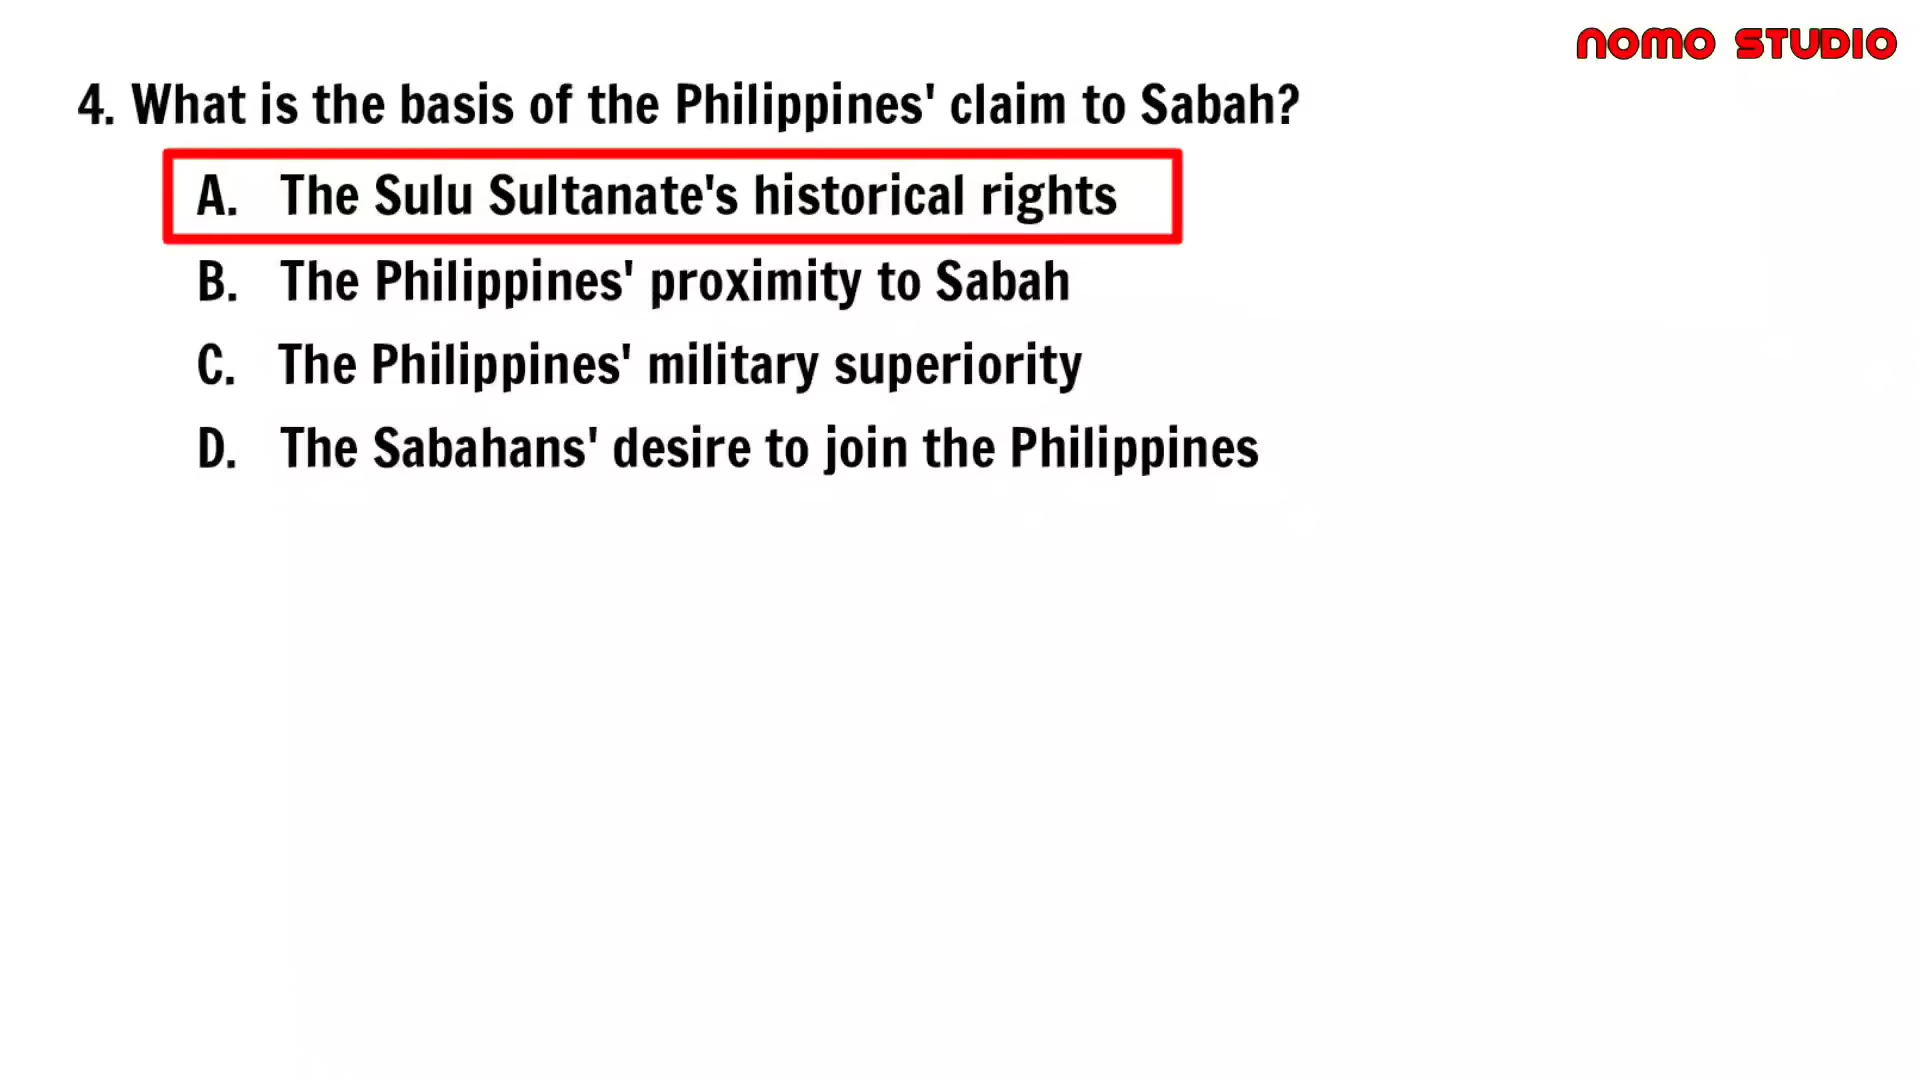 NOMO STUDIO
4. What is the basis of the Philippines' claim to Sabah?
A. The Sulu Sultanate's historical rights
B. The Philippines' proximity to Sabah
C. The Philippines' military superiority
D. The Sabahans' desire to join the Philippines